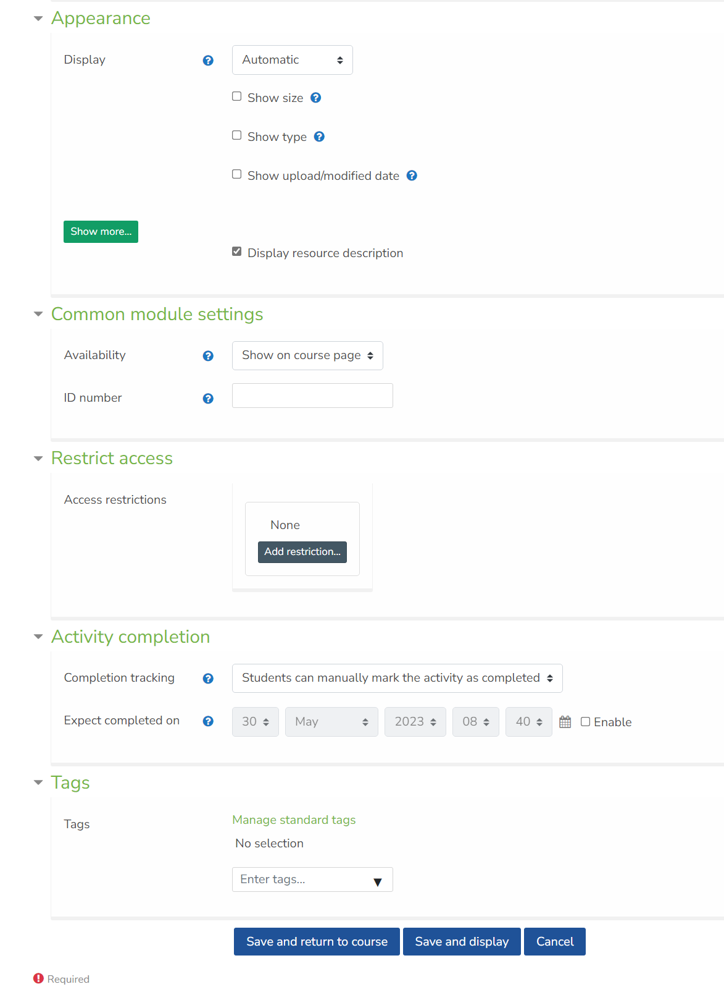 Appearance
Display
Automatic
Show size
Show type
Show upload/modified date
Show more...
Display resource description
Common module settings
Availability
Show on course page
ID number
Restrict access
Access restrictions
None
Add restriction...
Activity completion
Completion tracking
Students can manually mark the activity as completed
Expect completed on
30 May 2023 08 40 Enable
Tags
Tags
Manage standard tags
No selection
Enter tags...
Save and return to course Save and display Cancel
Required